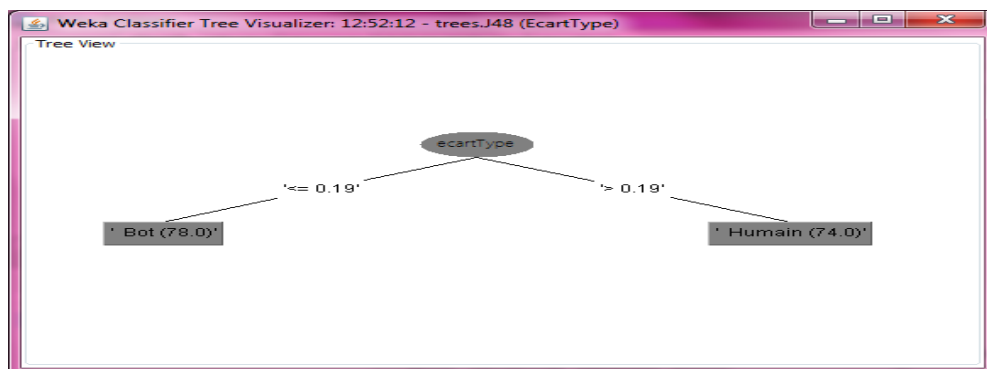 Weka Classifier Tree Visualizer: 12:52:12 - trees.J48 (EcartType)
Tree View
ecartType
'<= 0.19'
'> 0.19'
' Bot (78.0)'
' Humain (74.0)'